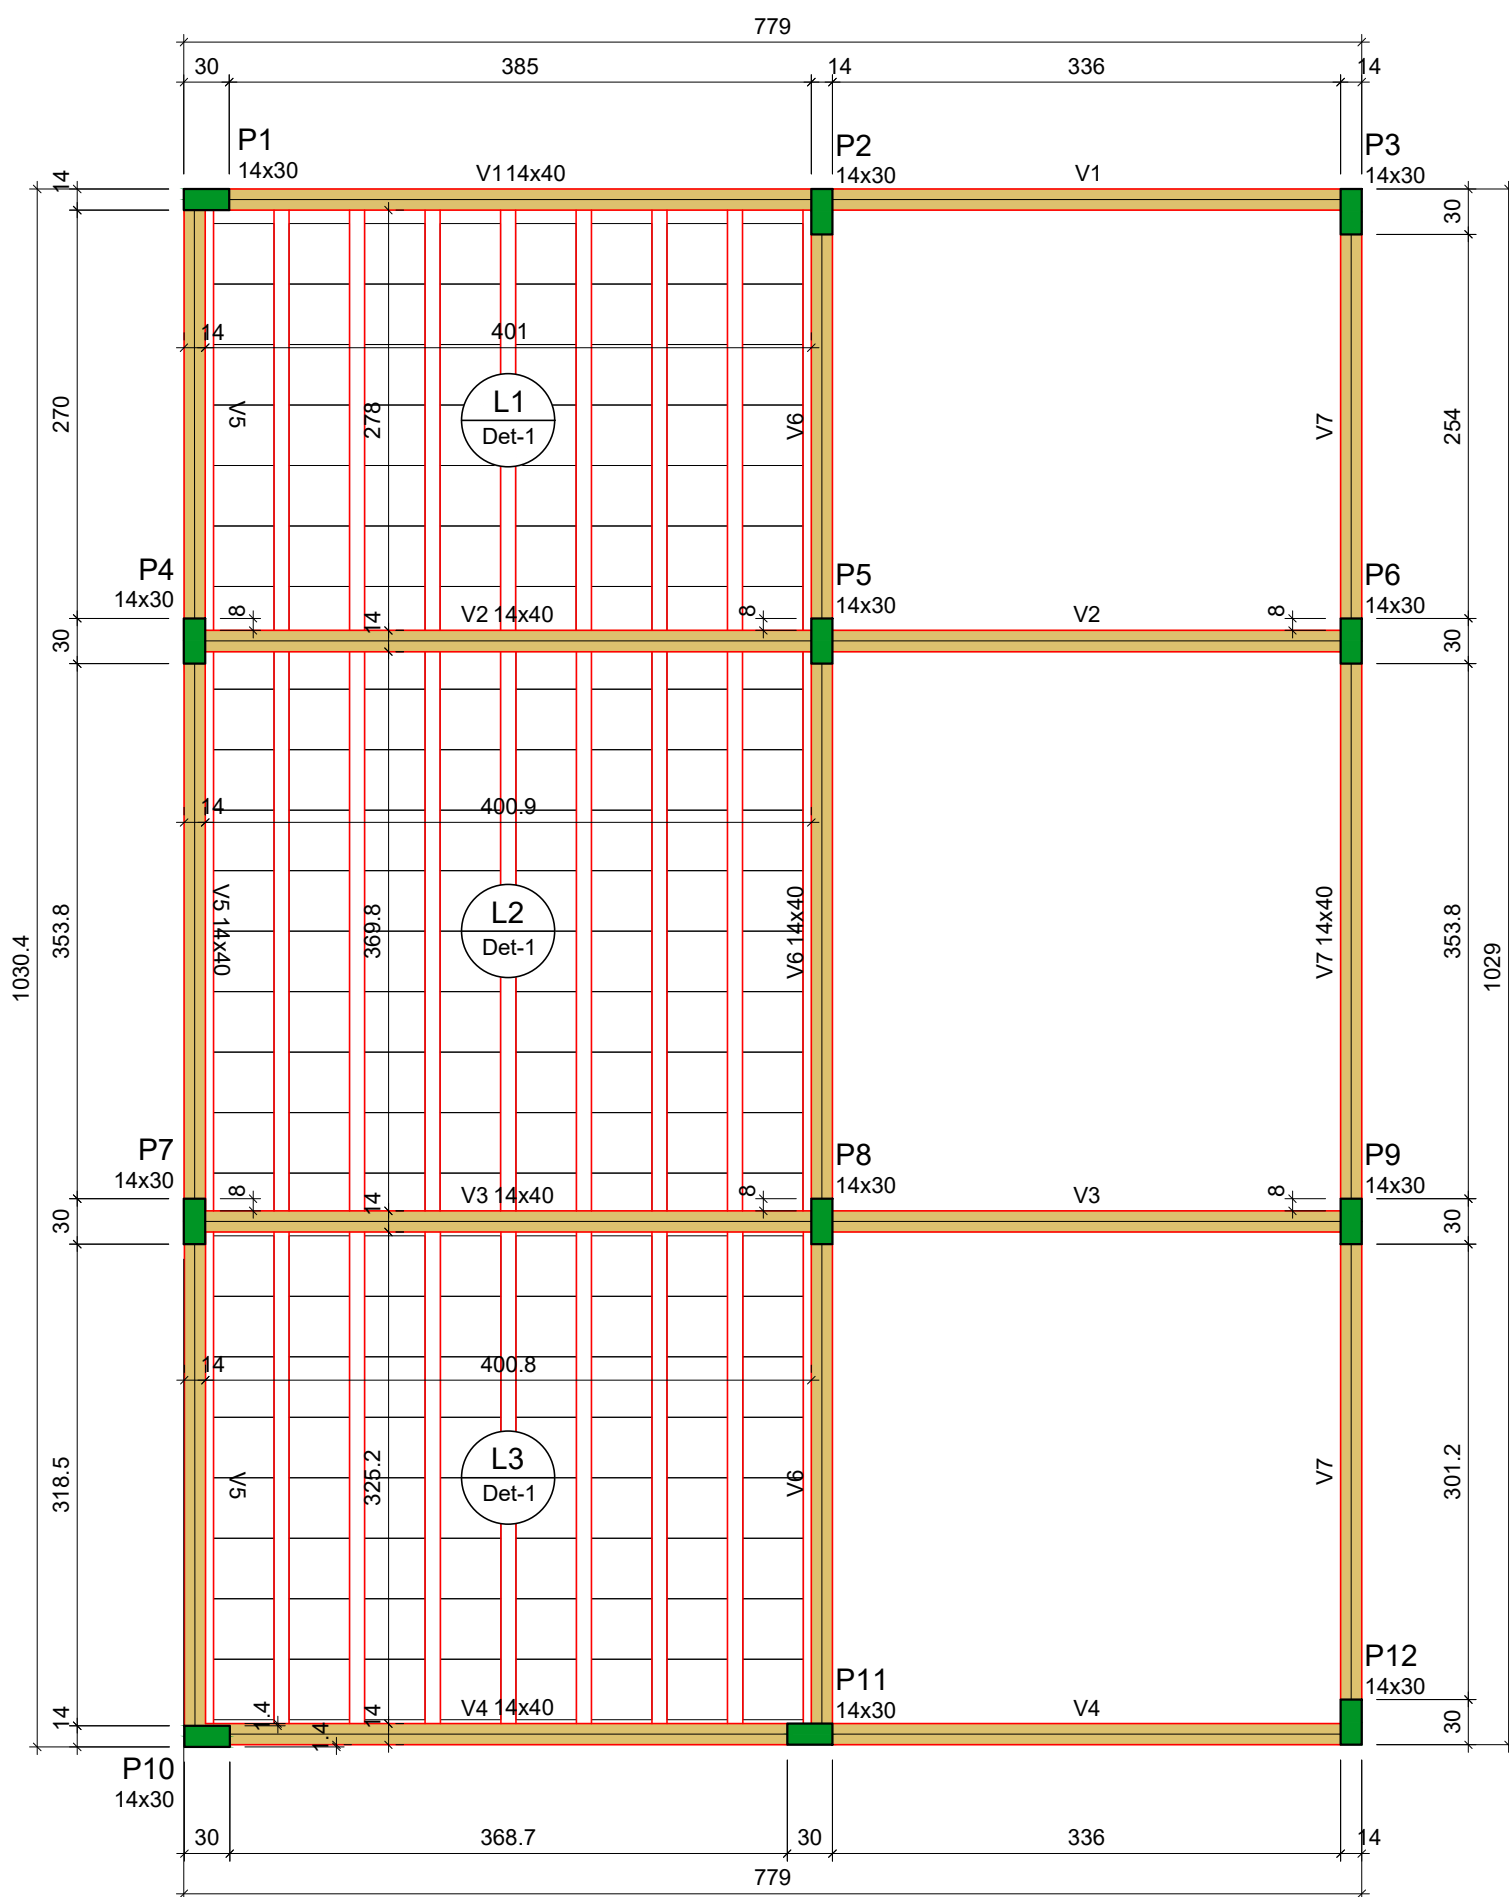 779
30 385 14 336 14
P1
14x30
V1 14x40
P2
14x30
V1
P3
14x30
14
30
14 401
270
V5
278
L1
Det-1
V6
V7
254
P4
14x30
8
V2 14x40
14
8
P5
14x30
V2
8
P6
14x30
30
30
14 400.9
1030.4
353.8
V5 14x40
369.8
L2
Det-1
V6 14x40
V7 14x40
353.8
1029
P7
14x30
8
V3 14x40
14
8
P8
14x30
V3
8
P9
14x30
30
30
14 400.8
318.5
V5
325.2
L3
Det-1
V6
V7
301.2
14
1.4
1.4
V4 14x40
14
P11
14x30
V4
P12
14x30
30
P10
14x30
30 368.7 30 336 14
779